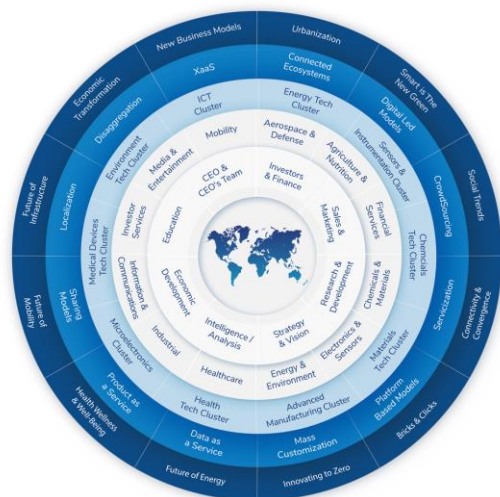 New Business Models
Urbanization
Smart is The
New Green
Social Trends
Connectivity &
Convergence
Bricks & Clicks
Innovating to Zero
Future of Energy
Health Wellness
& Well-Being
Future of
Mobility
Future of
Infrastructure
Economic
Transformation
XaaS
Connected
Ecosystems
Digital Led
Models
CrowdSourcing
Servicization
Platform
Based Models
Mass
Customization
Data as
a Service
Product as
a Service
Sharing
Models
Localization
Disaggregation
ICT
Cluster
Energy Tech
Cluster
Sensors &
Instrumentation Cluster
Chemcials
Tech Cluster
Materials
Tech Cluster
Advanced
Manufacturing Cluster
Health
Tech Cluster
Microelectronics
Cluster
Medical Devices
Tech Cluster
Environment
Tech Cluster
Mobility
Aerospace &
Defense
Agriculture &
Nutrition
Financial
Services
Chemicals &
Materials
Electronics &
Sensors
Energy &
Environment
Healthcare
Industrial
Information &
Communications
Investor
Services
Media &
Entertainment
CEO &
CEO's Team
Investors
& Finance
Sales &
Marketing
Research &
Development
Strategy
& Vision
Intelligence /
Analysis
Economic
Development
Education